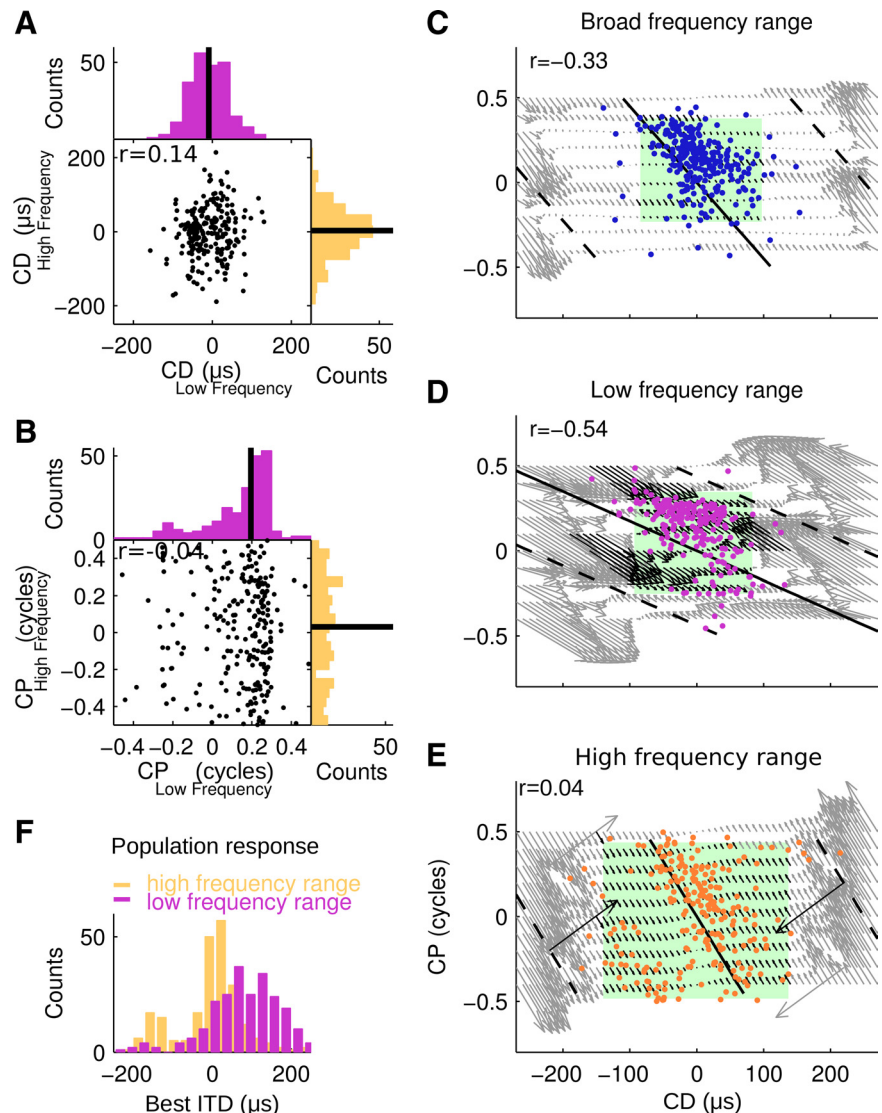 A
50
Counts
0
r=0.14
200
0
−200
CD (µs)
High Frequency
−200 0 200
CD (µs)
Low Frequency
50
Counts
B
50
Counts
0
r=-0.04
0.4
0.2
0
−0.2
−0.4
CP (cycles)
High Frequency
−0.4 −0.2 0 0.2 0.4
CP (cycles)
Low Frequency
50
Counts
F
Population response
high frequency range
low frequency range
50
Counts
0
−200 0 200
Best ITD (µs)
C
Broad frequency range
r=−0.33
0.5
0
−0.5
D
Low frequency range
r=−0.54
0.5
0
−0.5
E
High frequency range
r=0.04
0.5
0
−0.5
CP (cycles)
−200 −100 0 100 200
CD (µs)